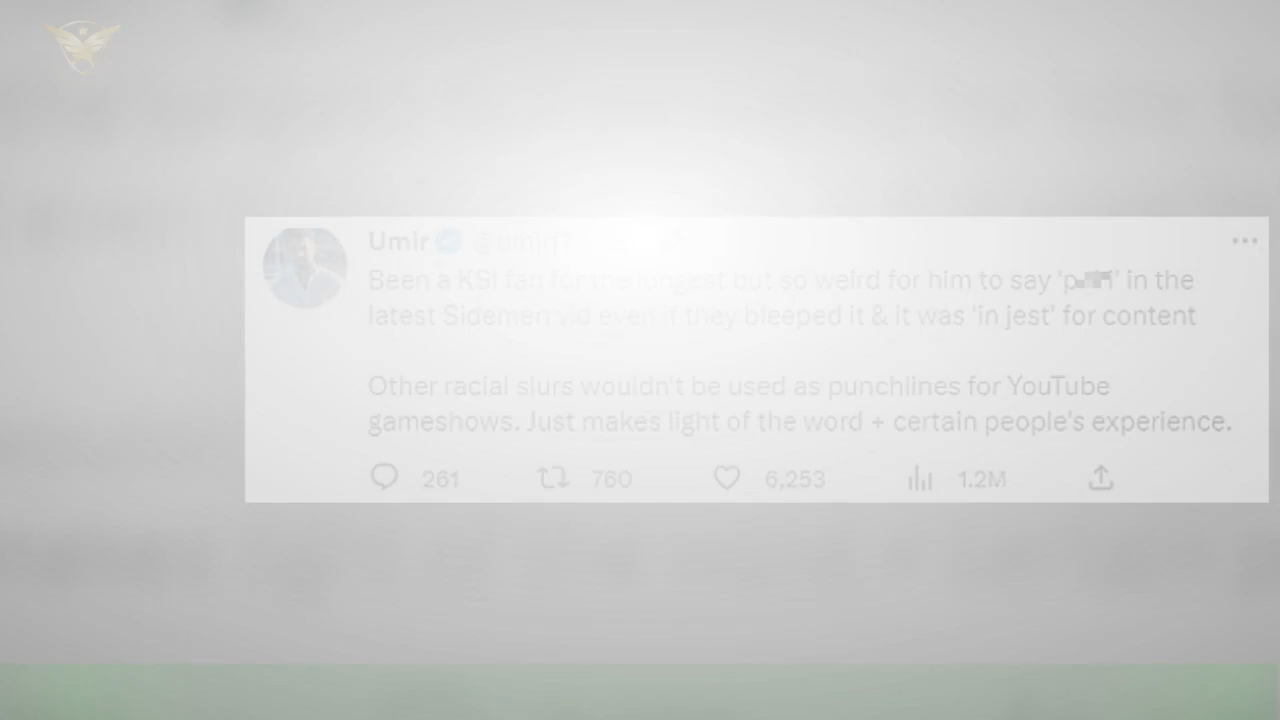 Umir
Been a KSI fan for the longest but so weird for him to say 'p' in the
latest Sidemen vid even if they bleeped it & it was 'in jest' for content
Other racial slurs wouldn't be used as punchlines for YouTube
gameshows. Just makes light of the word + certain people's experience.
261 760 6,253 1.2M